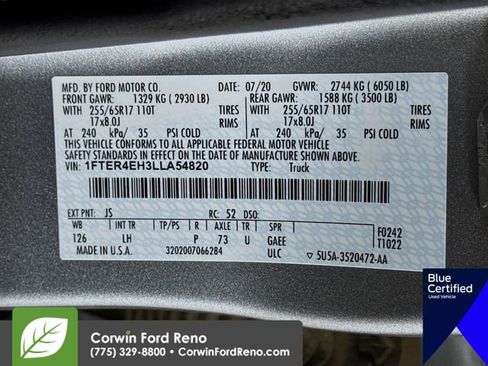 MFD. BY FORD MOTOR CO.
DATE: 07/20 GVWR: 2744 KG ( 6050 LB)
FRONT GAWR: 1329 KG ( 2930 LB) REAR GAWR: 1588 KG ( 3500 LB)
WITH 255/65R17 110T TIRES WITH 255/65R17 110T TIRES
17x8.0J RIMS 17x8.0J RIMS
AT 240 kPa/ 35 PSI COLD AT 240 kPa/ 35 PSI COLD
THIS VEHICLE CONFORMS TO ALL APPLICABLE FEDERAL MOTOR VEHICLE
SAFETY STANDARDS IN EFFECT ON THE DATE OF MANUFACTURE SHOWN ABOVE.
VIN: 1FTER4EH3LLA54820 TYPE: Truck
EXT PNT: JS RC: 52 DSO:
WB INT TR TP/PS R AXLE TR SPR
126 LH P 73 U GAEE
ULC
F0242
T1022
MADE IN U.S.A. 3202007066284
5U5A-3520472-AA
Blue Certified
Used Vehicle
Corwin Ford Reno
(775) 329-8800 • CorwinFordReno.com